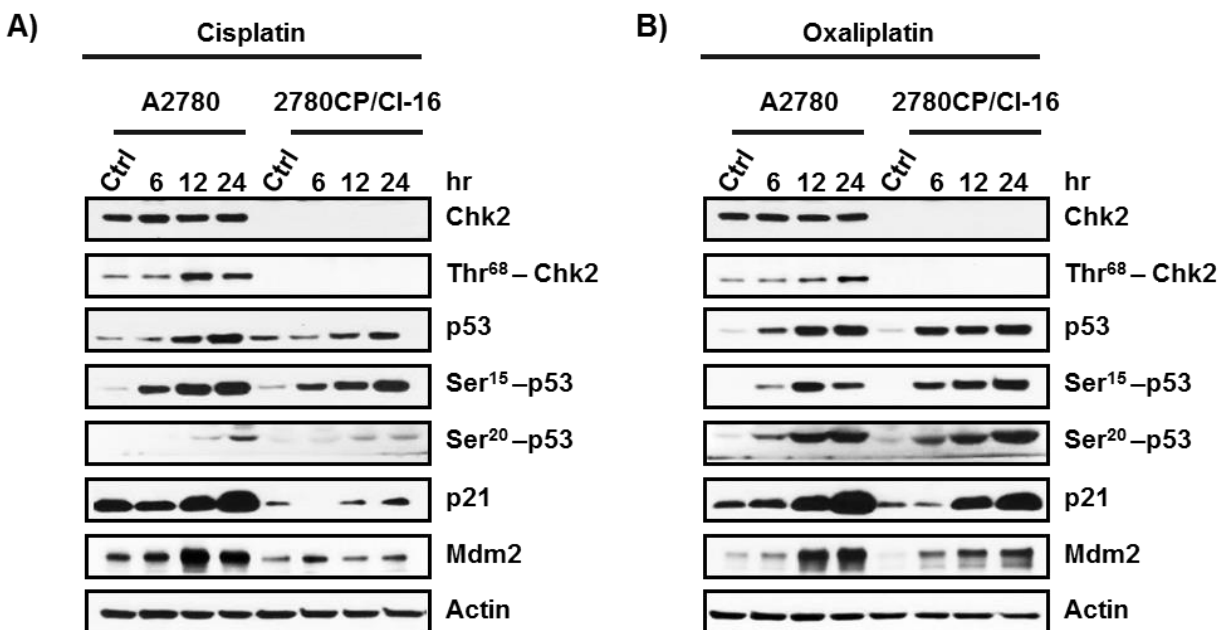 A)
Cisplatin
A2780 2780CP/Cl-16
Ctrl 6 12 24 Ctrl 6 12 24 hr
Chk2
Thr⁶⁸ – Chk2
p53
Ser¹⁵ –p53
Ser²⁰ –p53
p21
Mdm2
Actin
B)
Oxaliplatin
A2780 2780CP/Cl-16
Ctrl 6 12 24 Ctrl 6 12 24 hr
Chk2
Thr⁶⁸ – Chk2
p53
Ser¹⁵ –p53
Ser²⁰ –p53
p21
Mdm2
Actin